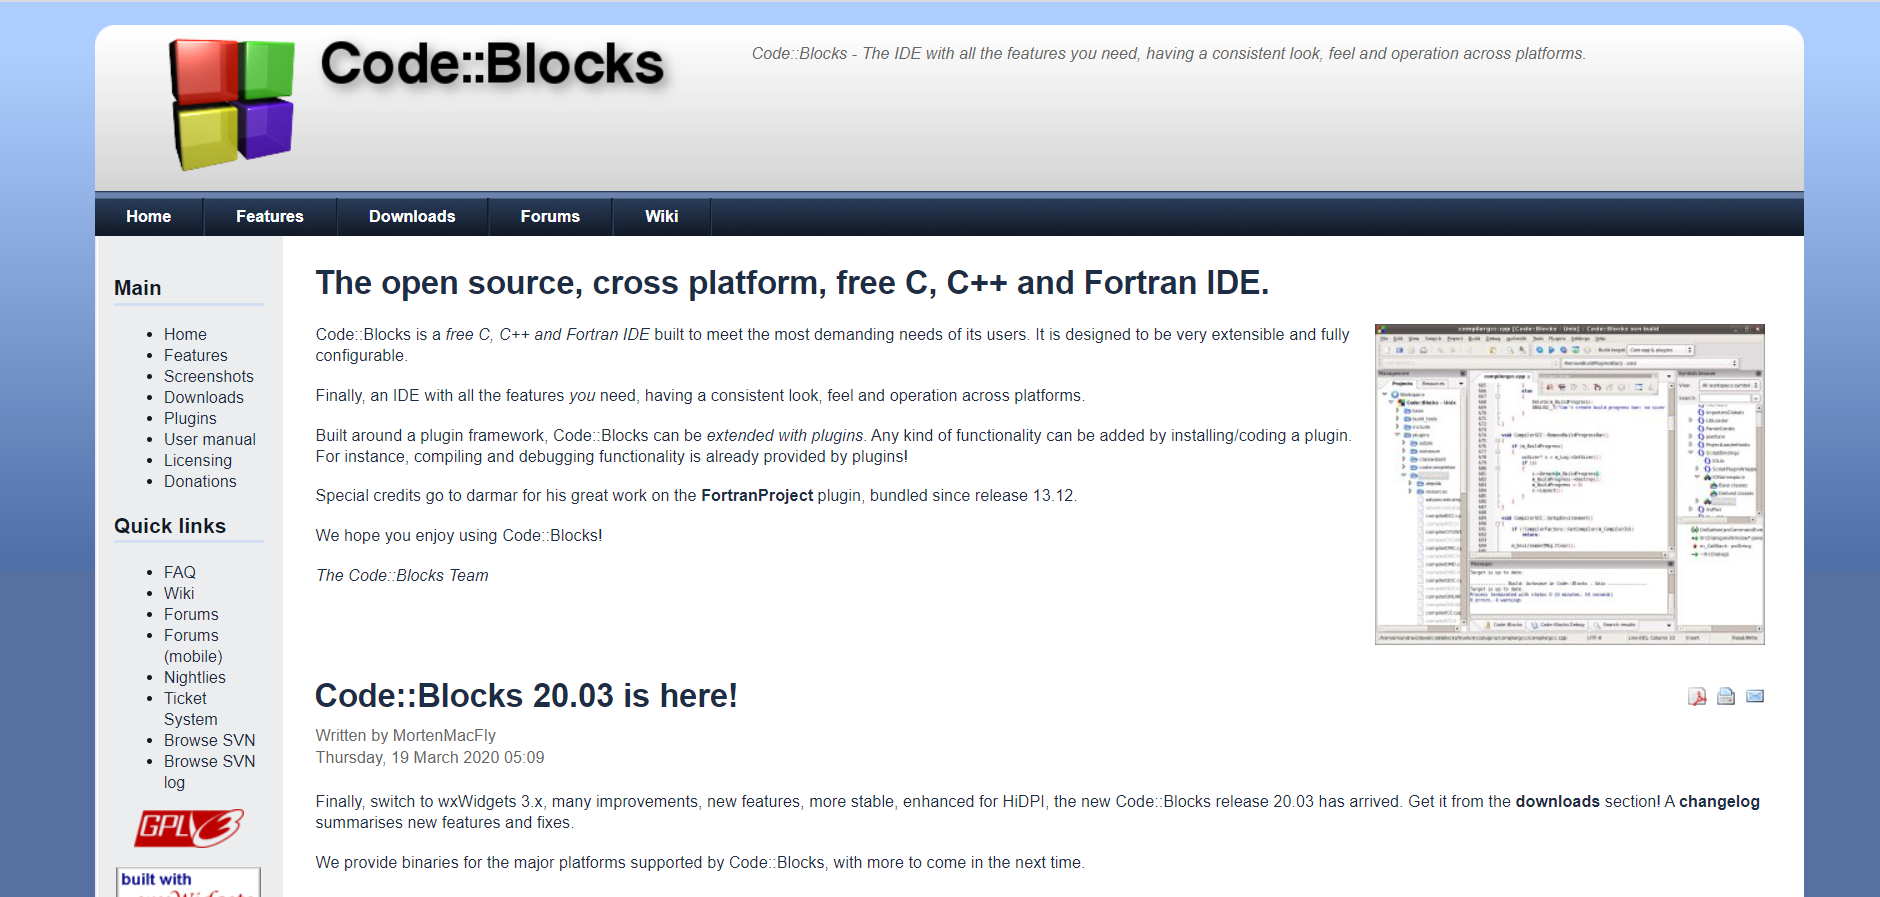 Code::Blocks
Code::Blocks - The IDE with all the features you need, having a consistent look, feel and operation across platforms.
Home Features Downloads Forums Wiki
Main
Home
Features
Screenshots
Downloads
Plugins
User manual
Licensing
Donations
Quick links
FAQ
Wiki
Forums
Forums
(mobile)
Nightlies
Ticket
System
Browse SVN
Browse SVN
log
GPL v3
built with
The open source, cross platform, free C, C++ and Fortran IDE.
Code::Blocks is a free C, C++ and Fortran IDE built to meet the most demanding needs of its users. It is designed to be very extensible and fully
configurable.
Finally, an IDE with all the features you need, having a consistent look, feel and operation across platforms.
Built around a plugin framework, Code::Blocks can be extended with plugins. Any kind of functionality can be added by installing/coding a plugin.
For instance, compiling and debugging functionality is already provided by plugins!
Special credits go to darmar for his great work on the FortranProject plugin, bundled since release 13.12.
We hope you enjoy using Code::Blocks!
The Code::Blocks Team
Code::Blocks 20.03 is here!
Written by MortenMacFly
Thursday, 19 March 2020 05:09
Finally, switch to wxWidgets 3.x, many improvements, new features, more stable, enhanced for HiDPI, the new Code::Blocks release 20.03 has arrived. Get it from the downloads section! A changelog
summarises new features and fixes.
We provide binaries for the major platforms supported by Code::Blocks, with more to come in the next time.